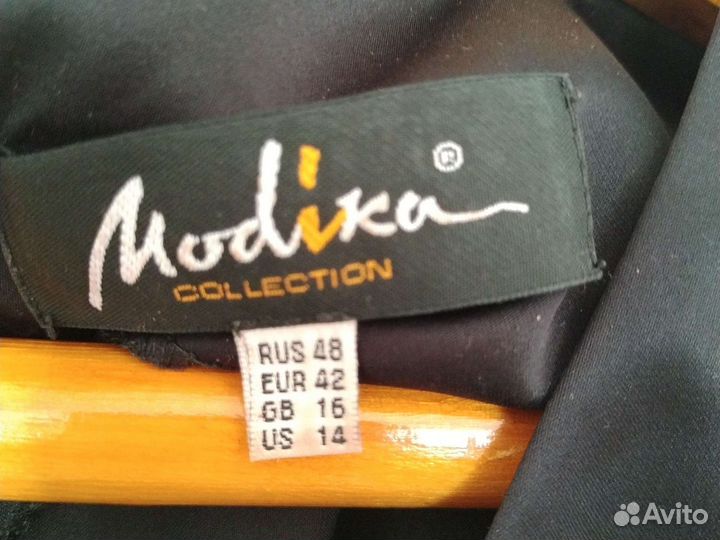 Modika ®
COLLECTION
RUS 48
EUR 42
GB 16
US 14
Avito